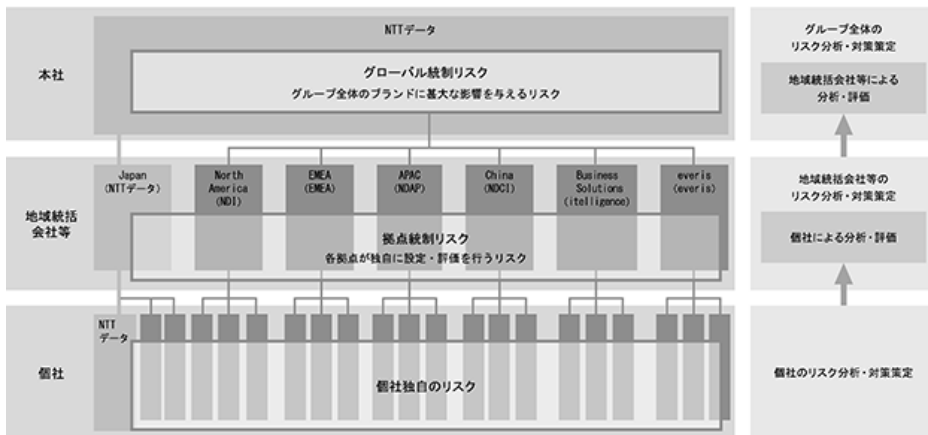 本社
NTTデータ
グローバル統制リスク
グループ全体のブランドに甚大な影響を与えるリスク
グループ全体の
リスク分析・対策策定
地域統括会社等による
分析・評価
地域統括
会社等
Japan
(NTTデータ)
North
America
(NDI)
EMEA
(EMEA)
APAC
(NDAP)
China
(NDCI)
Business
Solutions
(itelligence)
everis
(everis)
拠点統制リスク
各拠点が独自に設定・評価を行うリスク
地域統括会社等の
リスク分析・対策策定
個社による分析・評価
個社
NTT
データ
個社独自のリスク
個社のリスク分析・対策策定